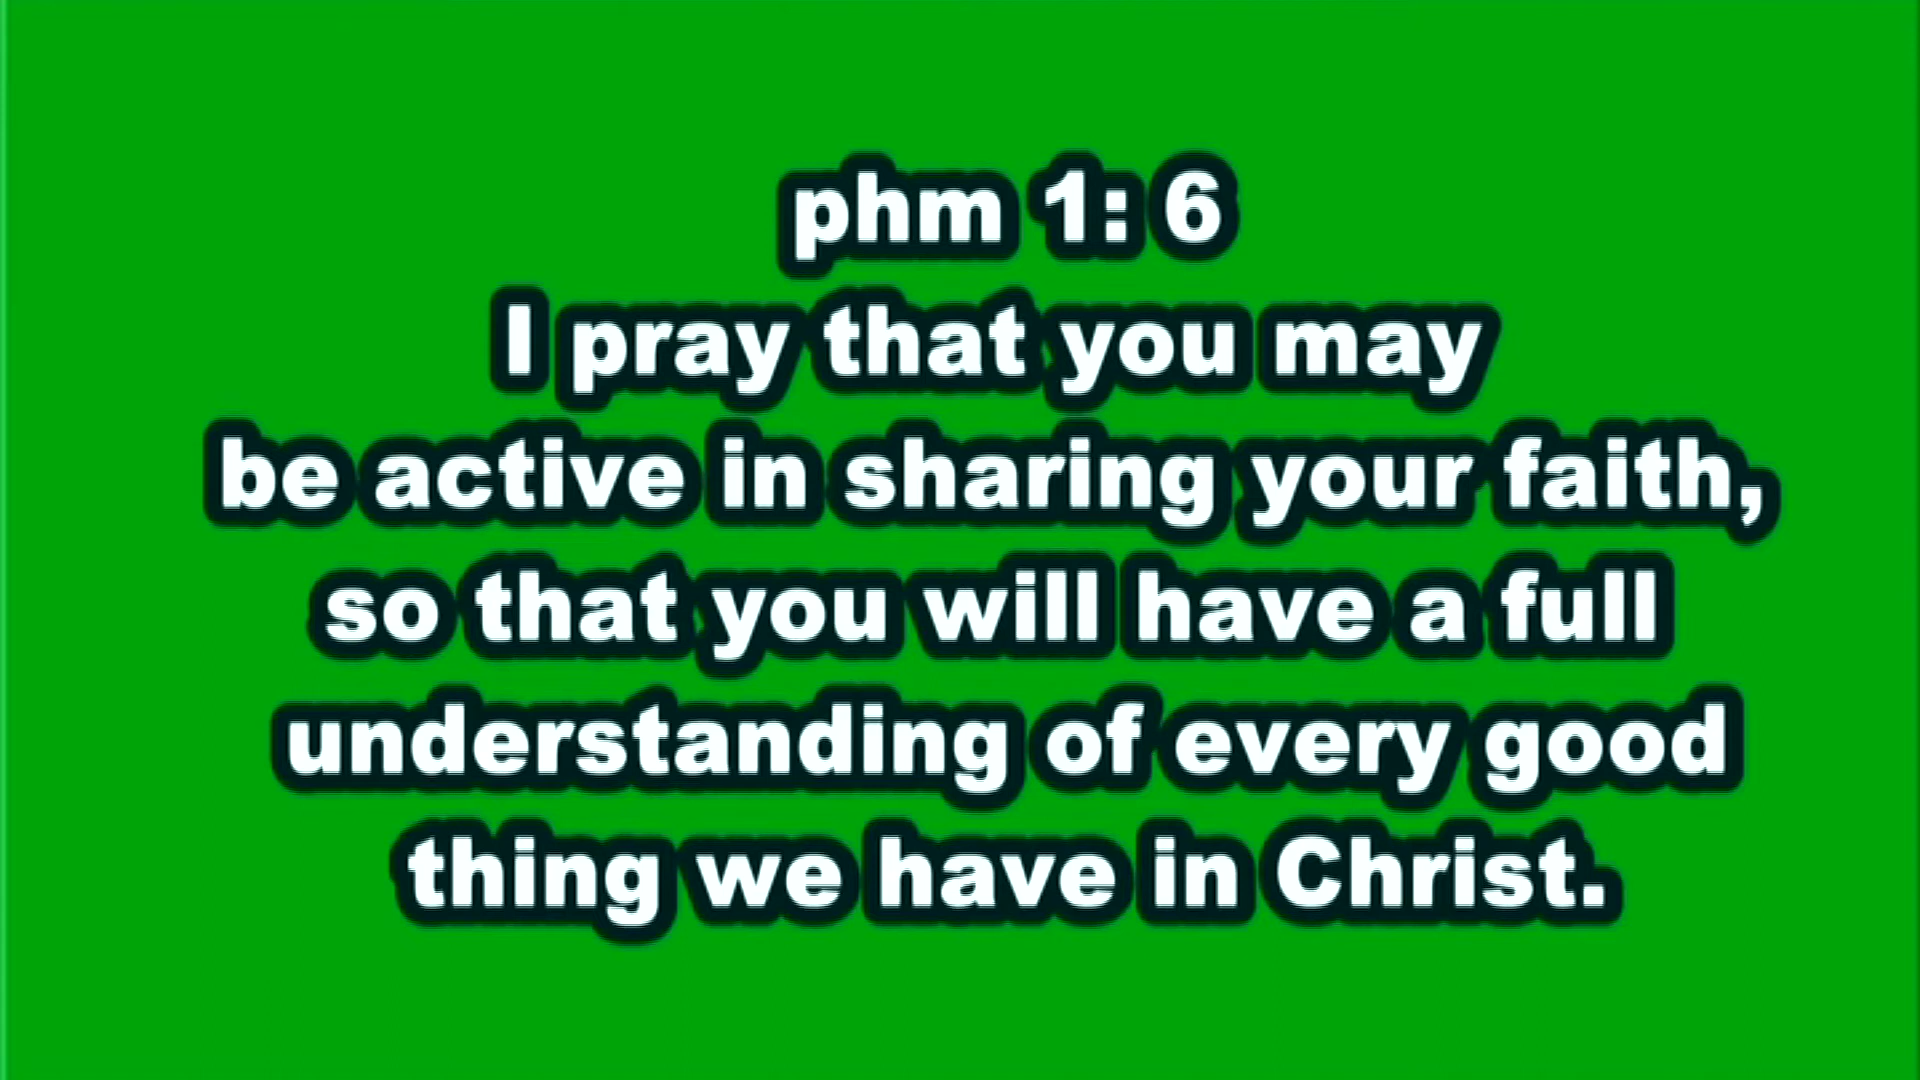 phm 1: 6
I pray that you may
be active in sharing your faith,
so that you will have a full
understanding of every good
thing we have in Christ.